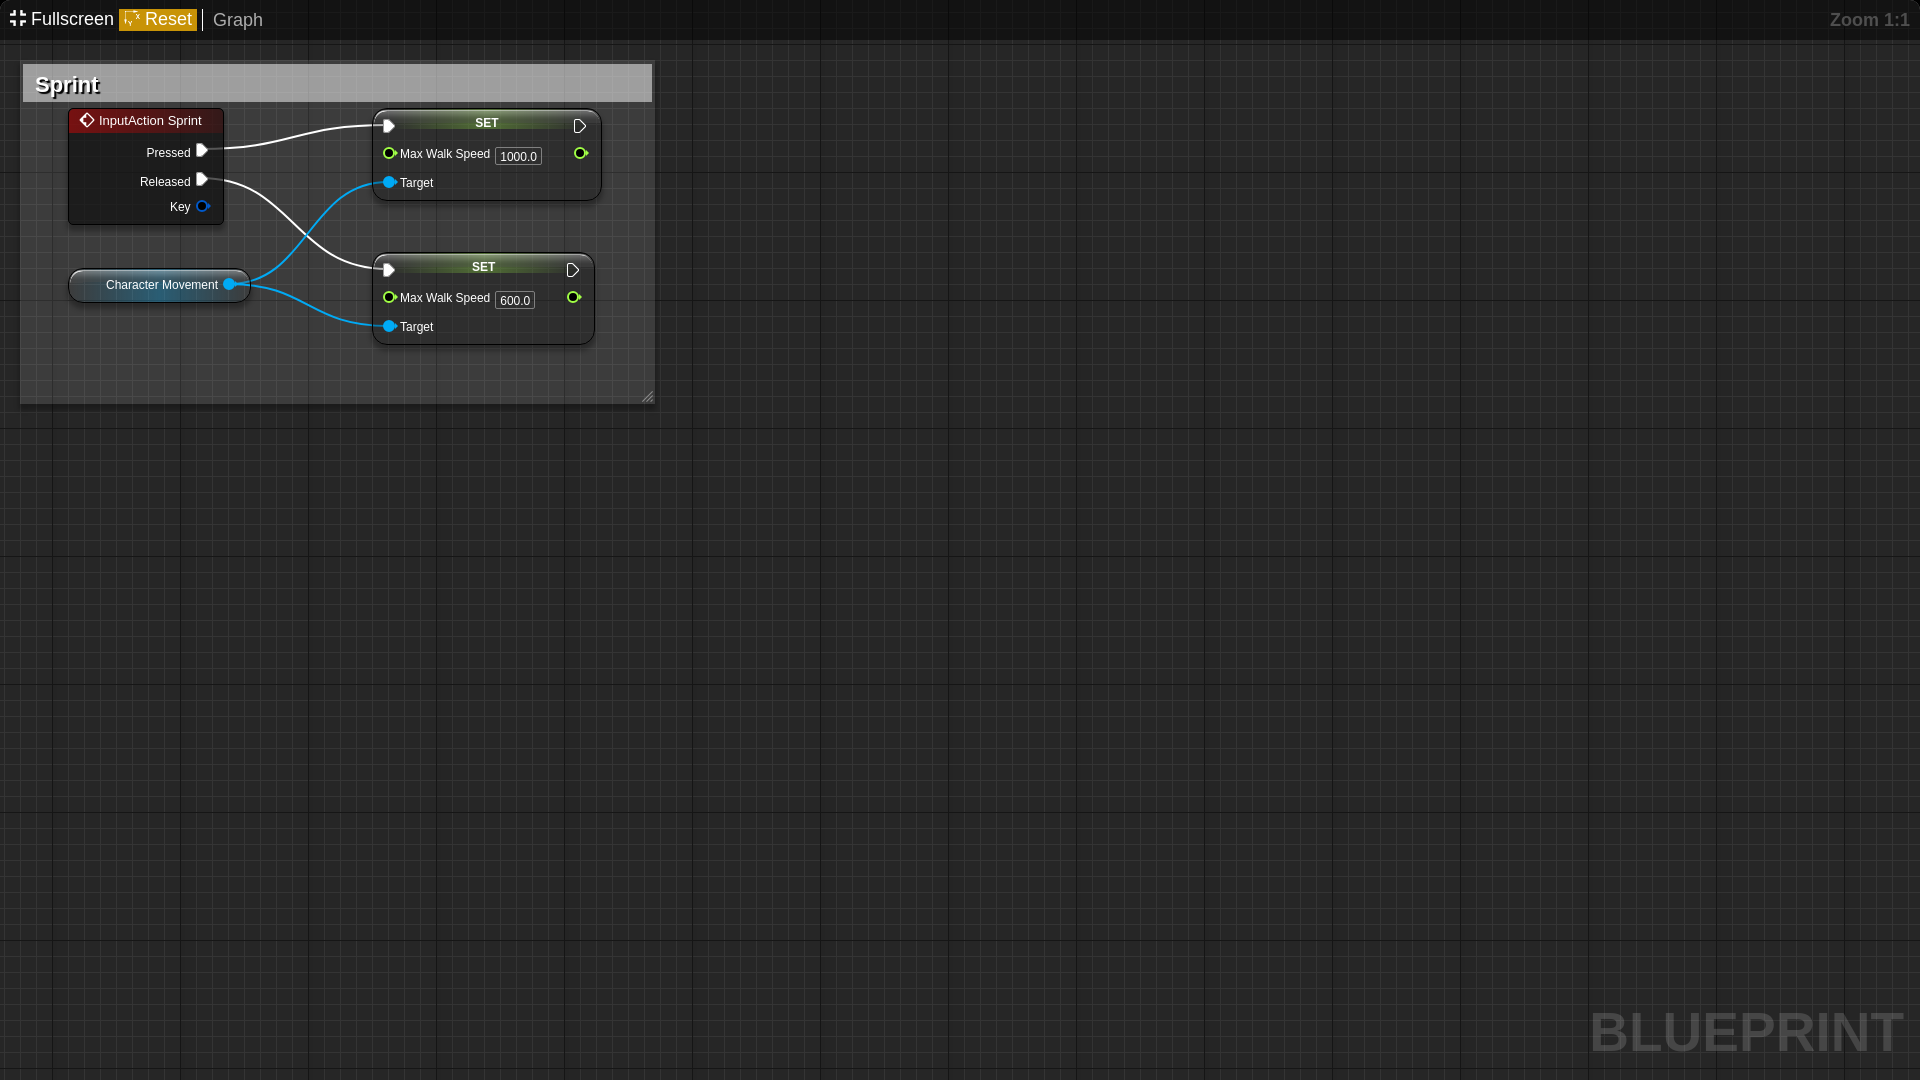 Fullscreen Reset Graph Zoom 1:1
Sprint
InputAction Sprint
Pressed
Released
Key
Character Movement
SET
Max Walk Speed 1000.0
Target
SET
Max Walk Speed 600.0
Target
BLUEPRINT